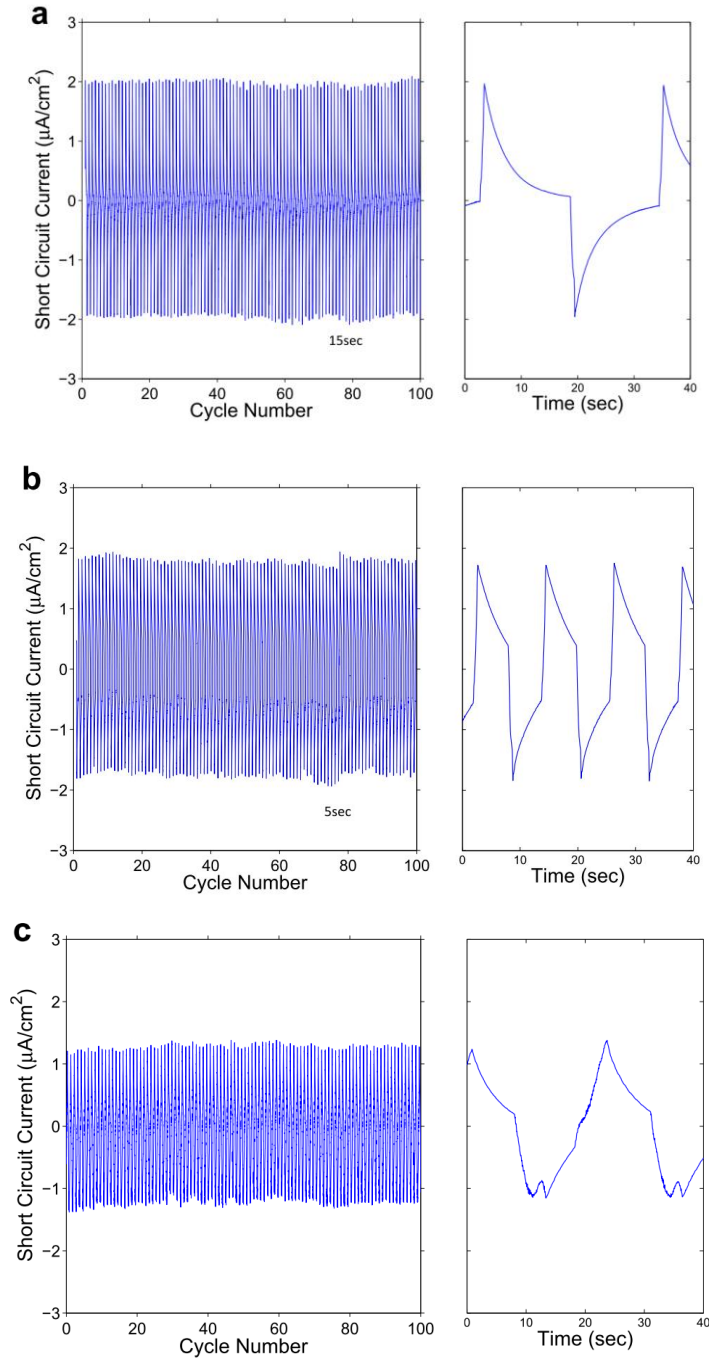 a
3
2
1
0
−1
−2
−3
Short Circuit Current (μA/cm²)
15sec
0 20 40 60 80 100
Cycle Number
0 10 20 30 40
Time (sec)
b
3
2
1
0
−1
−2
−3
Short Circuit Current (μA/cm²)
5sec
0 20 40 60 80 100
Cycle Number
0 10 20 30 40
Time (sec)
c
3
2
1
0
−1
−2
−3
Short Circuit Current (μA/cm²)
0 20 40 60 80 100
Cycle Number
0 10 20 30 40
Time (sec)